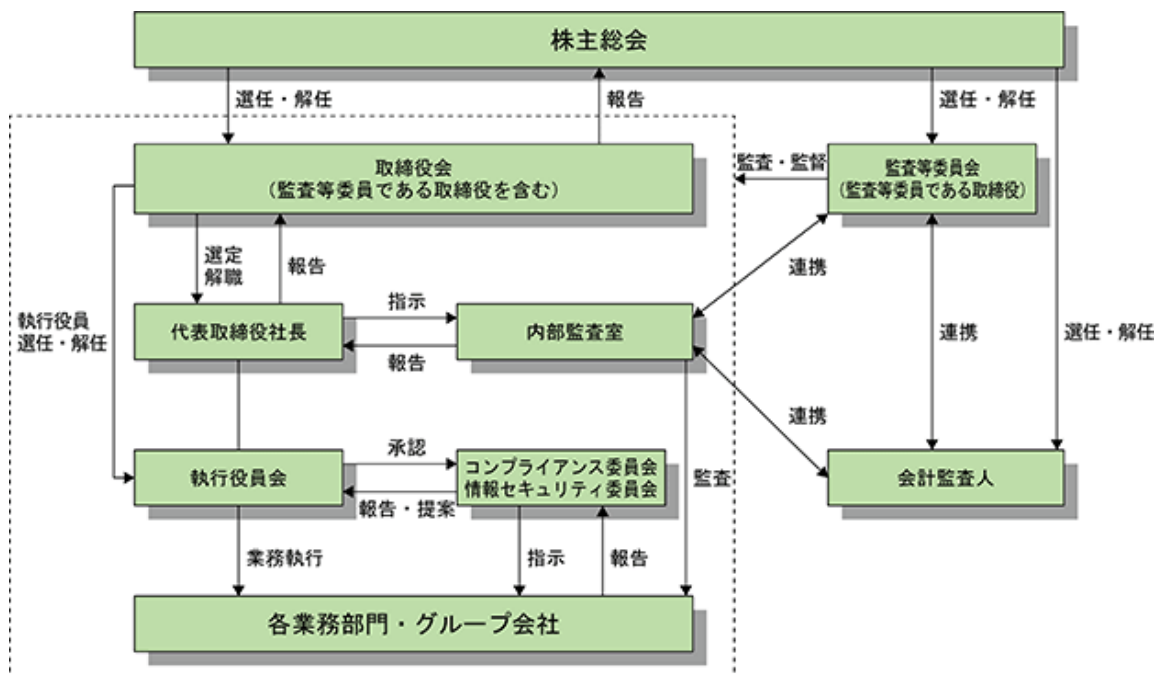 株主総会
選任・解任
報告
選任・解任
取締役会
（監査等委員である取締役を含む）
監査・監督
監査等委員会
（監査等委員である取締役）
選定
解職
報告
連携
執行役員
選任・解任
代表取締役社長
指示
報告
内部監査室
連携
選任・解任
連携
執行役員会
承認
報告・提案
コンプライアンス委員会
情報セキュリティ委員会
監査
会計監査人
業務執行
指示
報告
各業務部門・グループ会社